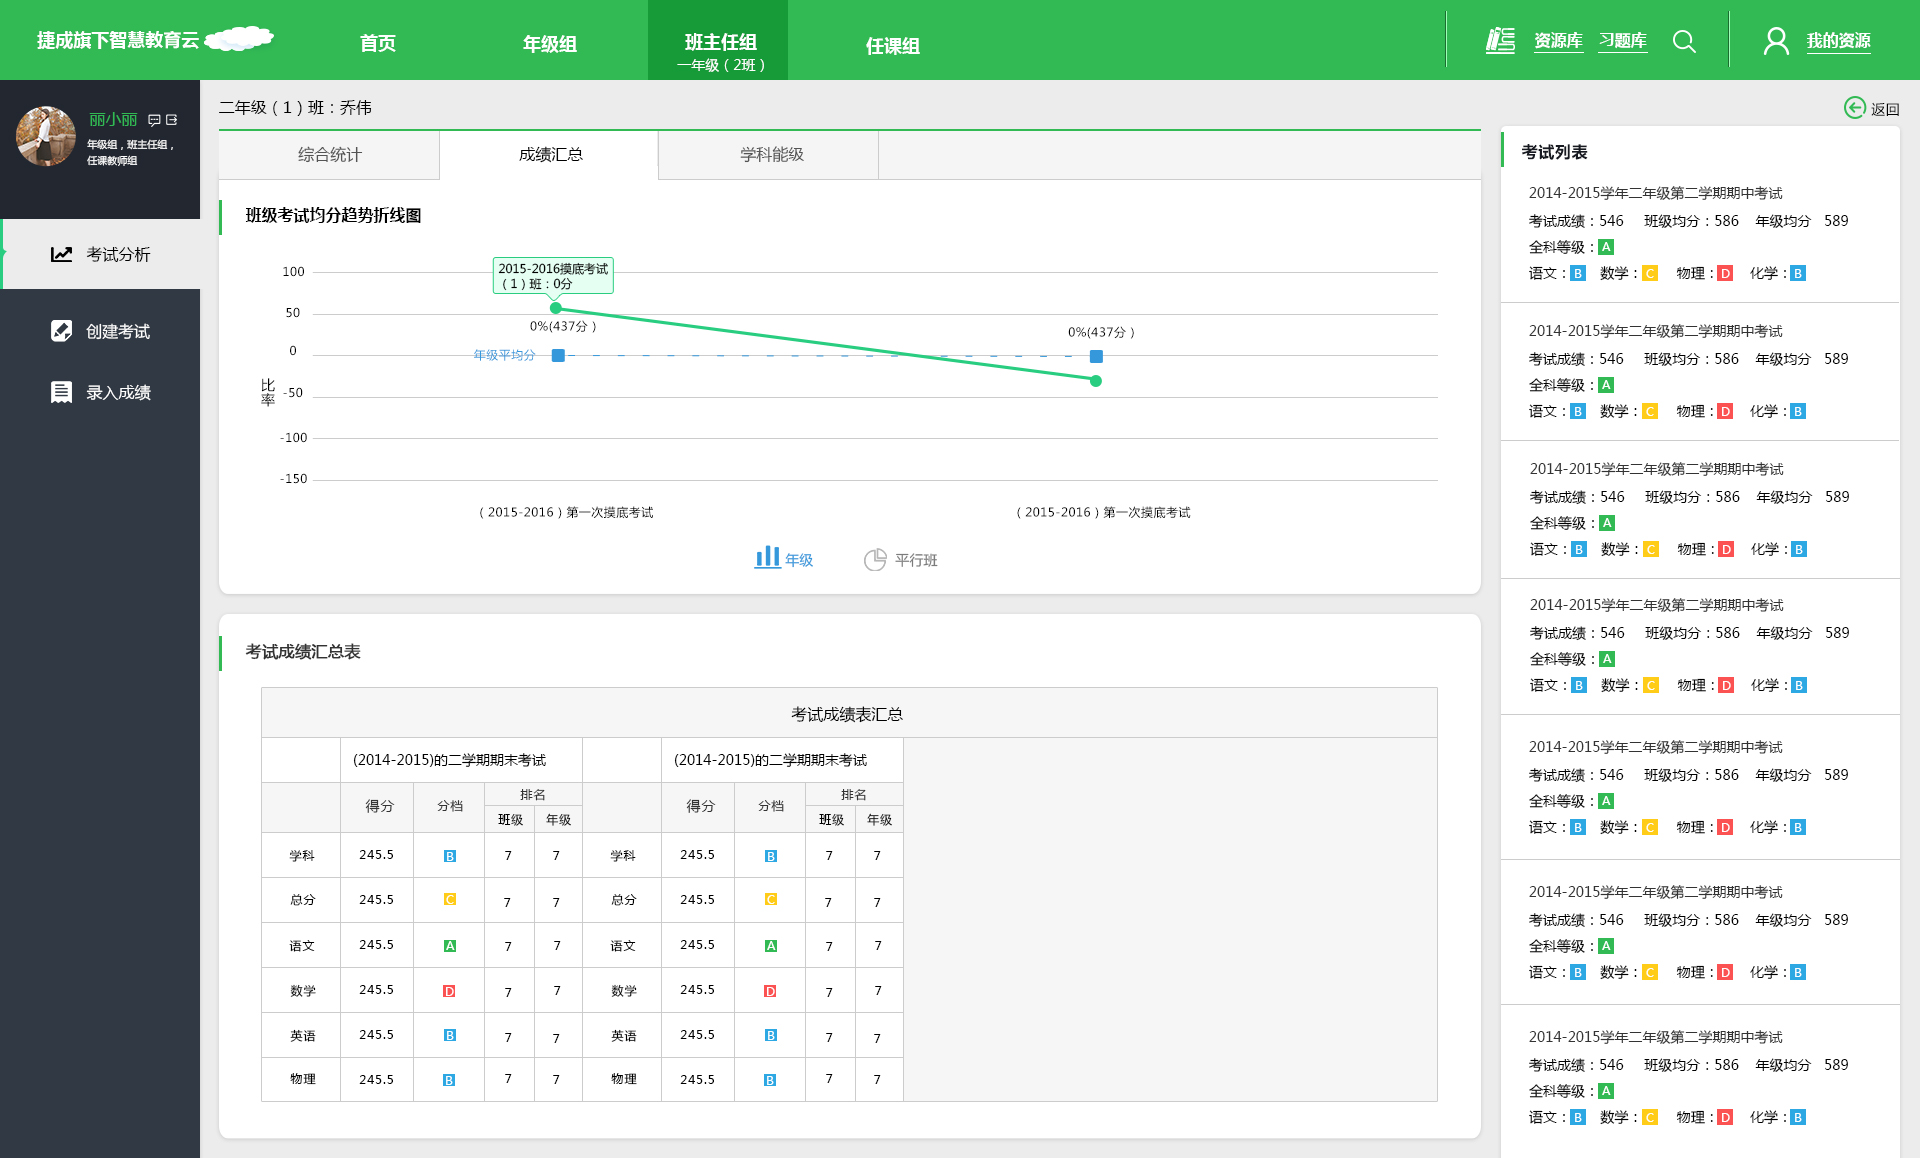 捷成旗下智慧教育云
首页
年级组
班主任组
一年级（2班）
任课组
资源库 习题库
我的资源
丽小丽
年级组，班主任组，
任课教师组
考试分析
创建考试
录入成绩
二年级（1）班：乔伟
返回
综合统计 成绩汇总 学科能级
班级考试均分趋势折线图
100
50
0
-50
-100
-150
比率
2015-2016摸底考试
（1）班：0分
0%(437分）
0%(437分）
年级平均分
（2015-2016）第一次摸底考试 （2015-2016）第一次摸底考试
年级 平行班
考试成绩汇总表
考试成绩表汇总
(2014-2015)的二学期期末考试 (2014-2015)的二学期期末考试
得分 分档 排名 得分 分档 排名
班级 年级 班级 年级
学科 245.5 B 7 7 学科 245.5 B 7 7
总分 245.5 C 7 7 总分 245.5 C 7 7
语文 245.5 A 7 7 语文 245.5 A 7 7
数学 245.5 D 7 7 数学 245.5 D 7 7
英语 245.5 B 7 7 英语 245.5 B 7 7
物理 245.5 B 7 7 物理 245.5 B 7 7
考试列表
2014-2015学年二年级第二学期期中考试
考试成绩：546 班级均分：586 年级均分 589
全科等级：A
语文：B 数学：C 物理：D 化学：B
2014-2015学年二年级第二学期期中考试
考试成绩：546 班级均分：586 年级均分 589
全科等级：A
语文：B 数学：C 物理：D 化学：B
2014-2015学年二年级第二学期期中考试
考试成绩：546 班级均分：586 年级均分 589
全科等级：A
语文：B 数学：C 物理：D 化学：B
2014-2015学年二年级第二学期期中考试
考试成绩：546 班级均分：586 年级均分 589
全科等级：A
语文：B 数学：C 物理：D 化学：B
2014-2015学年二年级第二学期期中考试
考试成绩：546 班级均分：586 年级均分 589
全科等级：A
语文：B 数学：C 物理：D 化学：B
2014-2015学年二年级第二学期期中考试
考试成绩：546 班级均分：586 年级均分 589
全科等级：A
语文：B 数学：C 物理：D 化学：B
2014-2015学年二年级第二学期期中考试
考试成绩：546 班级均分：586 年级均分 589
全科等级：A
语文：B 数学：C 物理：D 化学：B